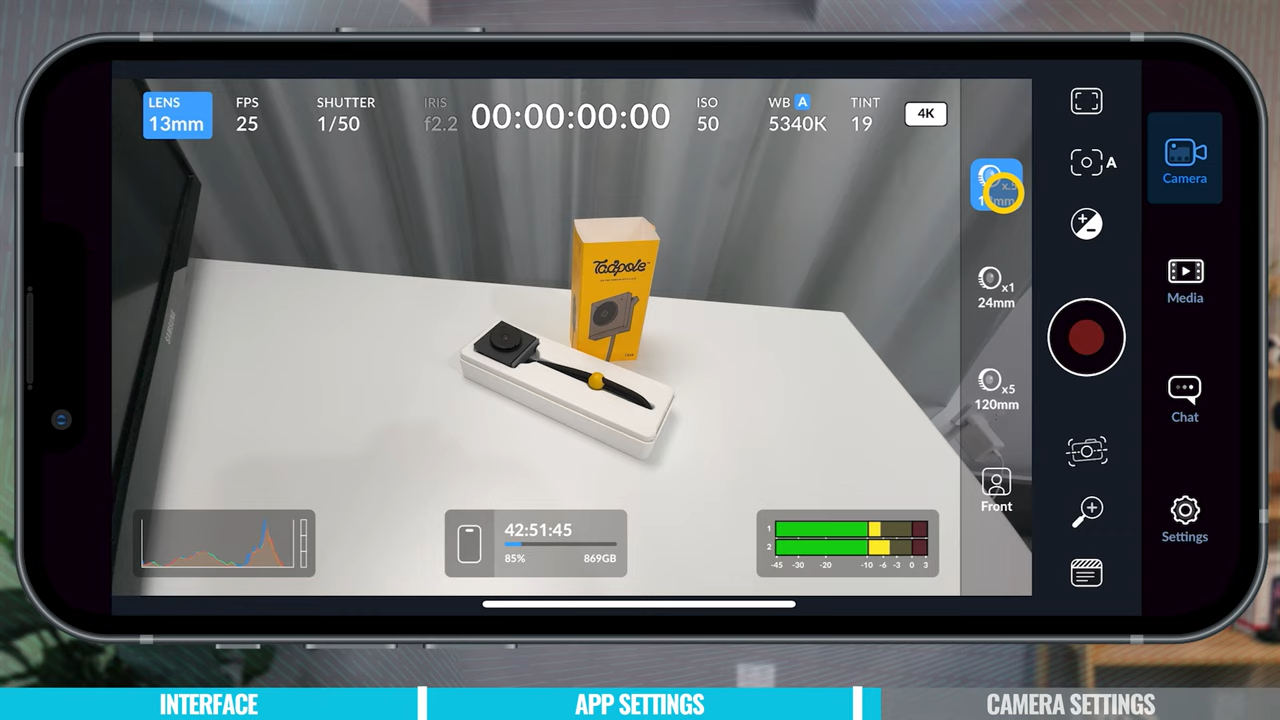 LENS
13mm
FPS
25
SHUTTER
1/50
IRIS
f2.2
00:00:00:00
ISO
50
WB A
5340K
TINT
19
4K
x.5
x1
24mm
x5
120mm
Front
A
Camera
Media
Chat
Settings
SAMSUNG
Tadpole
42:51:45
85%
869GB
1
2
-45 -30 -20 -10 -6 -3 0 3
INTERFACE
APP SETTINGS
CAMERA SETTINGS